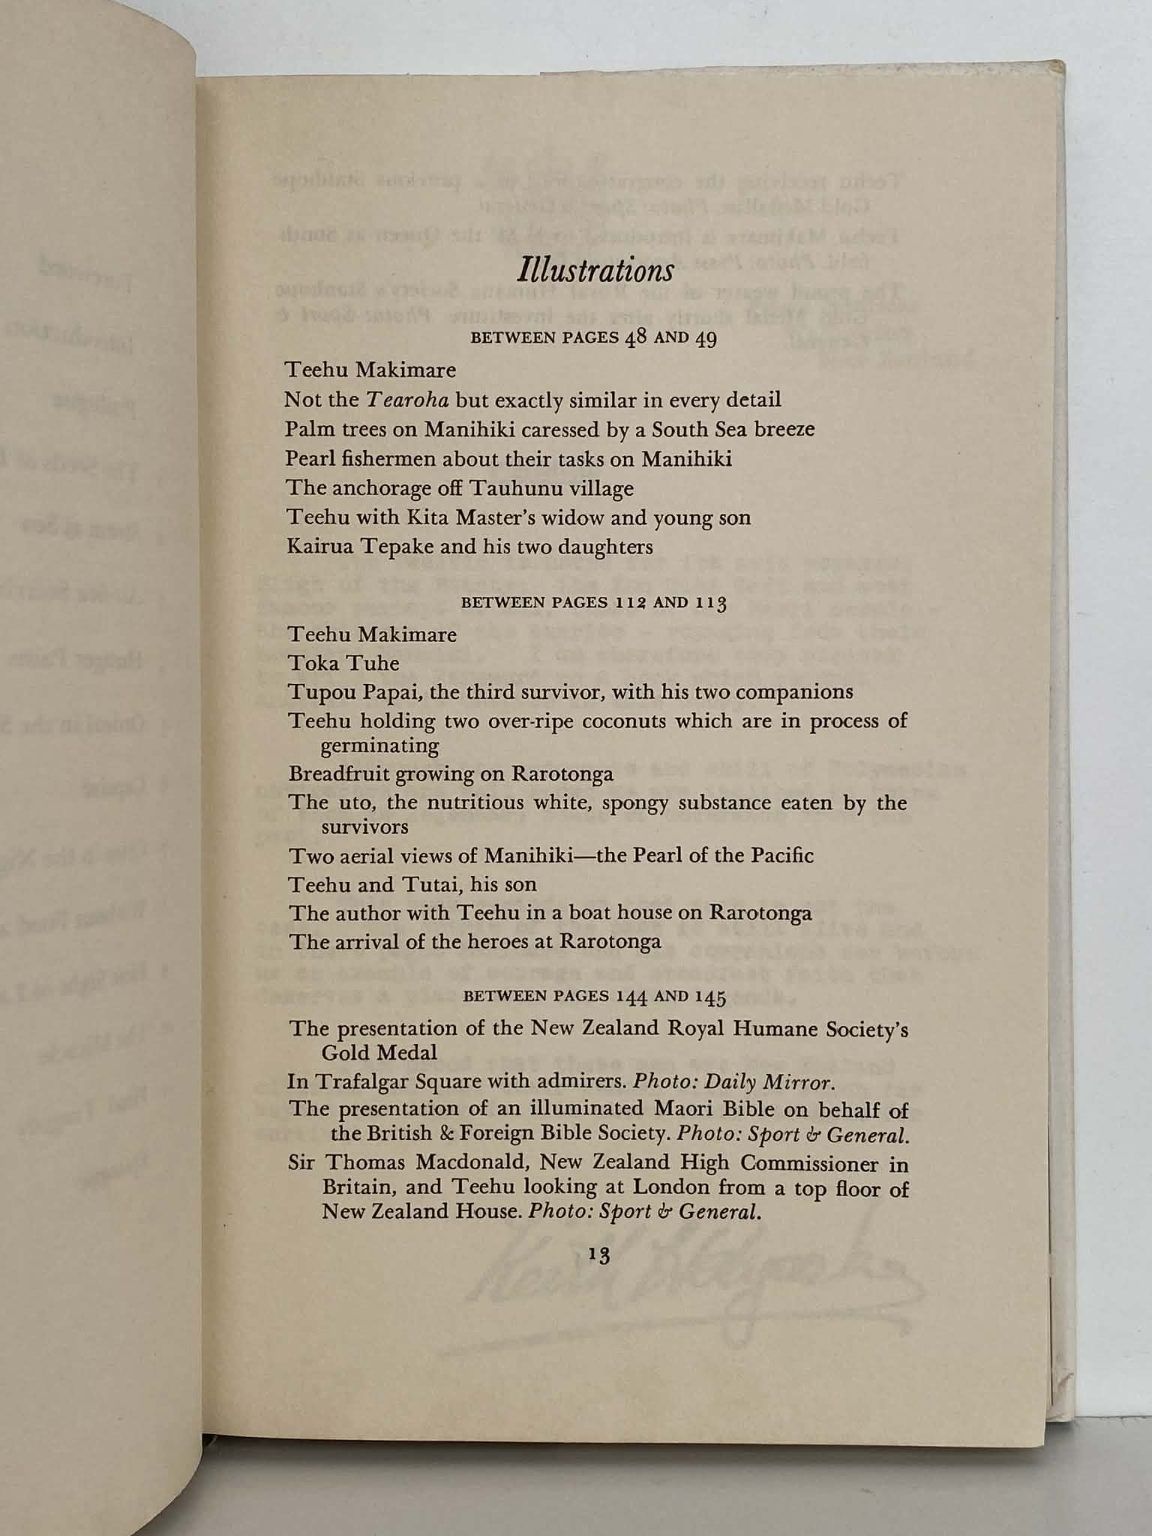 Illustrations
BETWEEN PAGES 48 AND 49
Teehu Makimare
Not the Tearoha but exactly similar in every detail
Palm trees on Manihiki caressed by a South Sea breeze
Pearl fishermen about their tasks on Manihiki
The anchorage off Tauhunu village
Teehu with Kita Master's widow and young son
Kairua Tepake and his two daughters
BETWEEN PAGES 112 AND 113
Teehu Makimare
Toka Tuhe
Tupou Papai, the third survivor, with his two companions
Teehu holding two over-ripe coconuts which are in process of
germinating
Breadfruit growing on Rarotonga
The uto, the nutritious white, spongy substance eaten by the
survivors
Two aerial views of Manihiki—the Pearl of the Pacific
Teehu and Tutai, his son
The author with Teehu in a boat house on Rarotonga
The arrival of the heroes at Rarotonga
BETWEEN PAGES 144 AND 145
The presentation of the New Zealand Royal Humane Society's
Gold Medal
In Trafalgar Square with admirers. Photo: Daily Mirror.
The presentation of an illuminated Maori Bible on behalf of
the British & Foreign Bible Society. Photo: Sport & General.
Sir Thomas Macdonald, New Zealand High Commissioner in
Britain, and Teehu looking at London from a top floor of
New Zealand House. Photo: Sport & General.
13